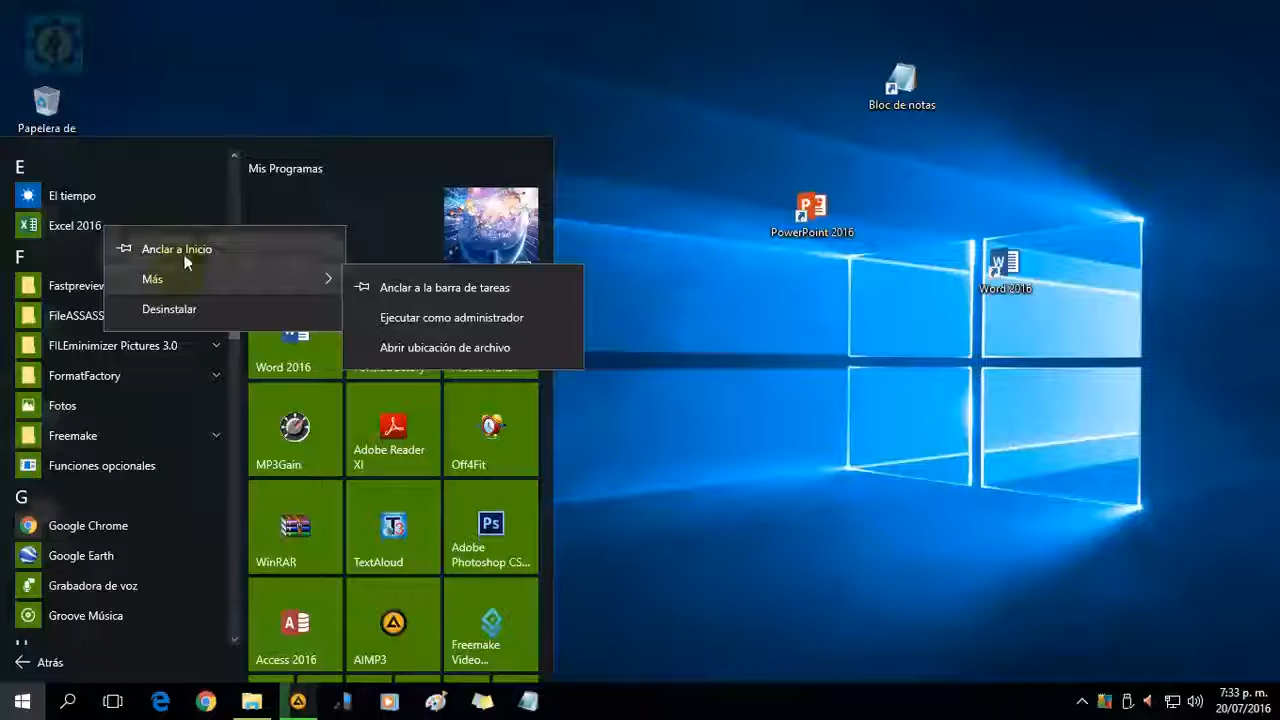 Papelera de
Bloc de notas
PowerPoint 2016
Word 2016
E
El tiempo
Excel 2016
F
Fastpreview
FileASSASS
FILEminimizer Pictures 3.0
FormatFactory
Fotos
Freemake
Funciones opcionales
G
Google Chrome
Google Earth
Grabadora de voz
Groove Música
Atrás
Anclar a Inicio
Más
Desinstalar
Anclar a la barra de tareas
Ejecutar como administrador
Abrir ubicación de archivo
Mis Programas
Word 2016
MP3Gain
Adobe Reader
XI
Off4Fit
WinRAR
TextAloud
Ps
Adobe
Photoshop CS...
Access 2016
AIMP3
Freemake
Video...
7:33 p. m.
20/07/2016